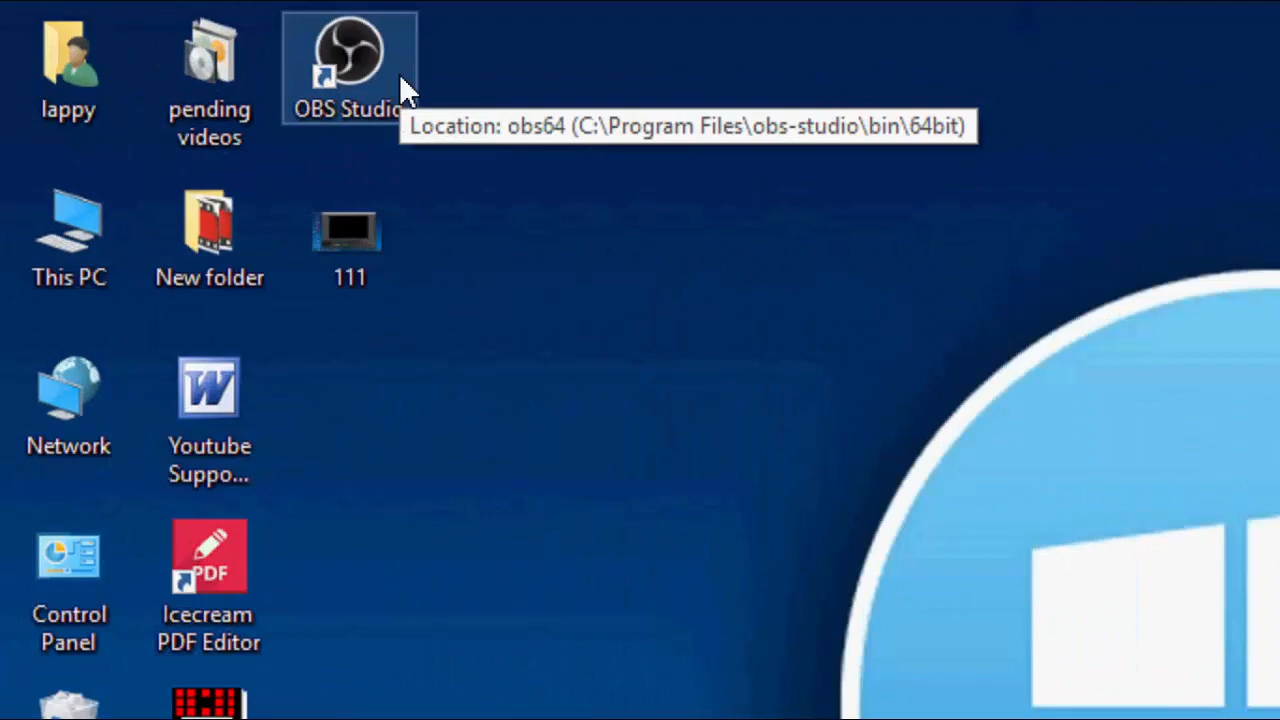 lappy
pending
videos
OBS Studio
Location: obs64 (C:\Program Files\obs-studio\bin\64bit)
This PC
New folder
111
Network
W
Youtube
Suppo...
PDF
Control
Panel
Icecream
PDF Editor